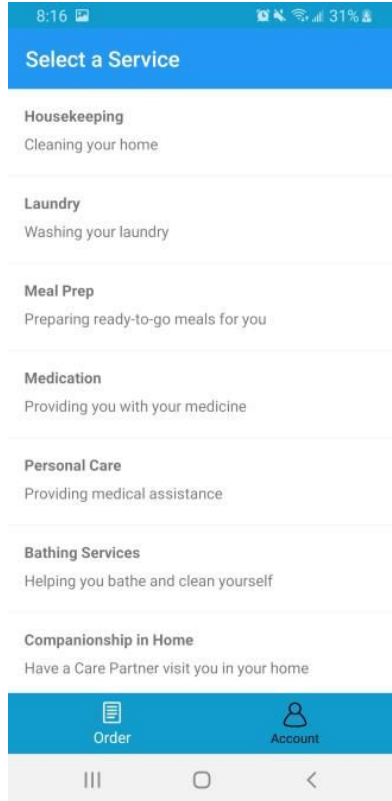 8:16 31%
Select a Service
Housekeeping
Cleaning your home
Laundry
Washing your laundry
Meal Prep
Preparing ready-to-go meals for you
Medication
Providing you with your medicine
Personal Care
Providing medical assistance
Bathing Services
Helping you bathe and clean yourself
Companionship in Home
Have a Care Partner visit you in your home
Order Account